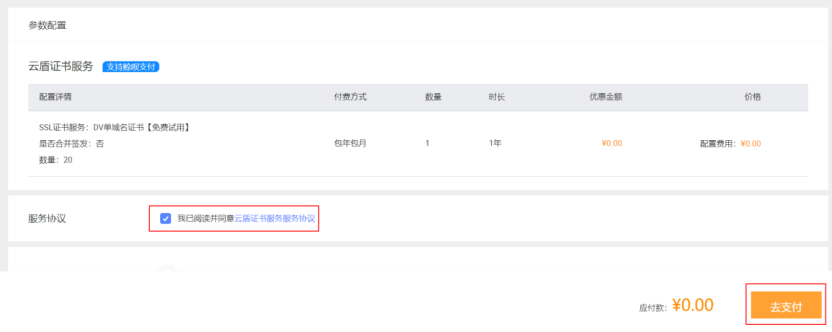 参数配置
云盾证书服务 支持赊呗支付
配置详情 付费方式 数量 时长 优惠金额 价格
SSL证书服务：DV单域名证书【免费试用】
是否合并签发：否 包年包月 1 1年 ¥0.00 配置费用：¥0.00
数量：20
服务协议 我已阅读并同意云盾证书服务服务协议
应付款：¥0.00 去支付